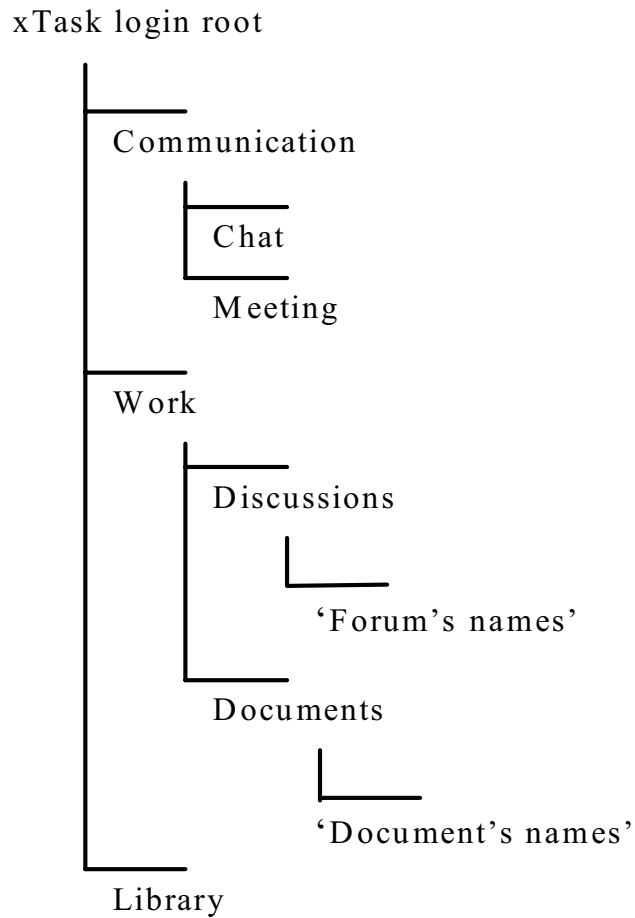 xTask login root
Communication
Chat
Meeting
Work
Discussions
‘Forum’s names’
Documents
‘Document’s names’
Library